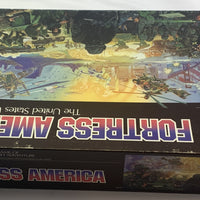 FORTRESS AME
The United States
SS AMERICA